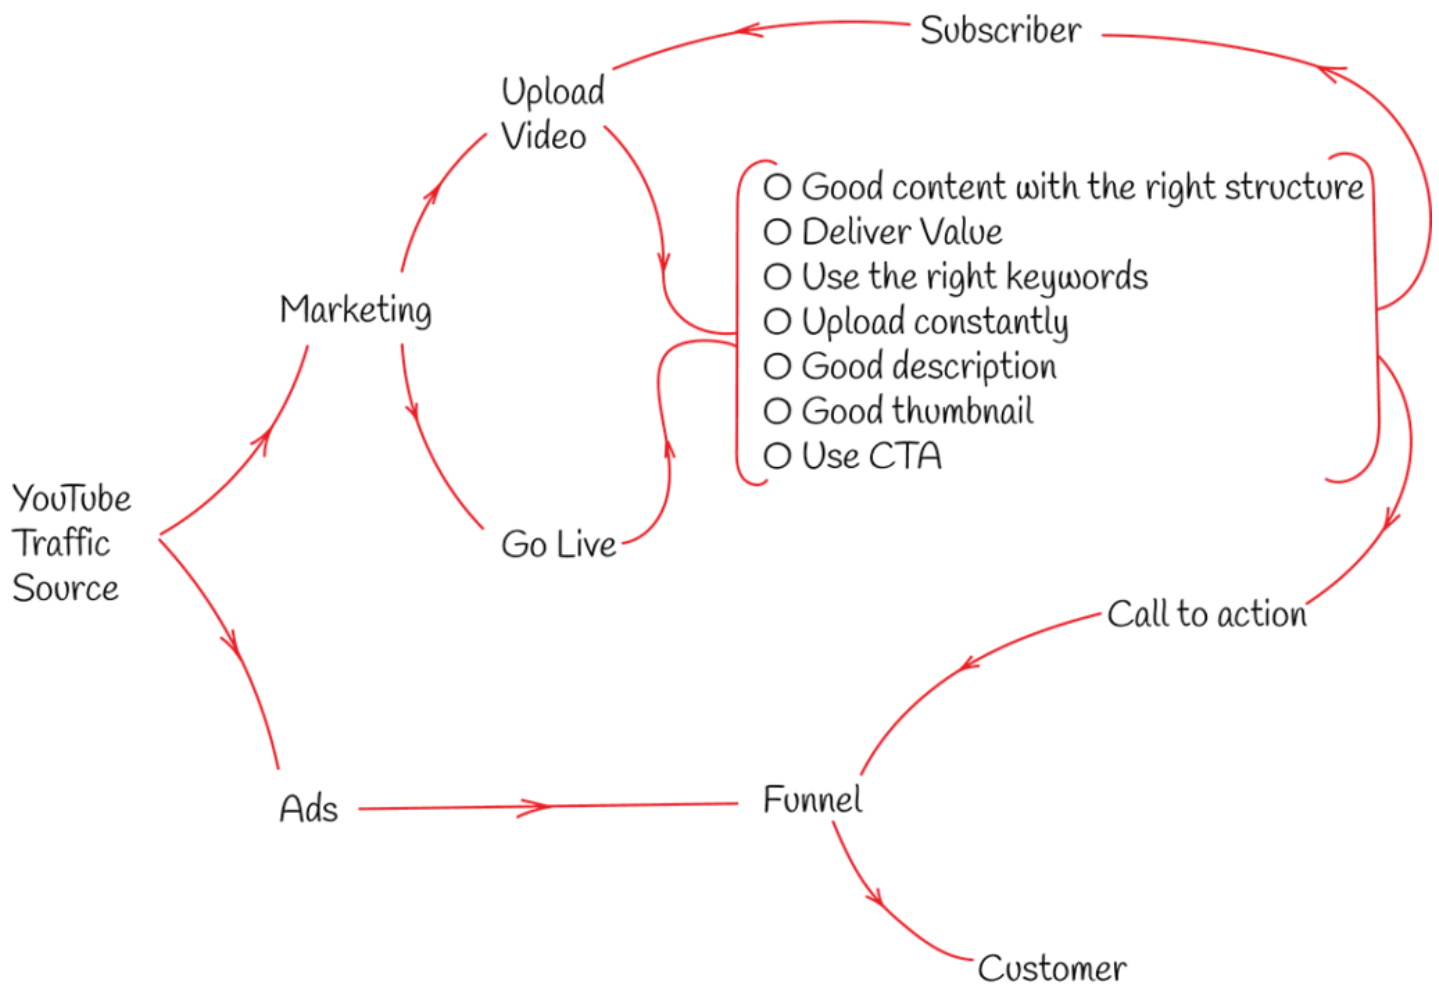 Subscriber
Upload
Video
○ Good content with the right structure
○ Deliver Value
○ Use the right keywords
○ Upload constantly
○ Good description
○ Good thumbnail
○ Use CTA
Marketing
YouTube
Traffic
Source
Go Live
Call to action
Ads
Funnel
Customer